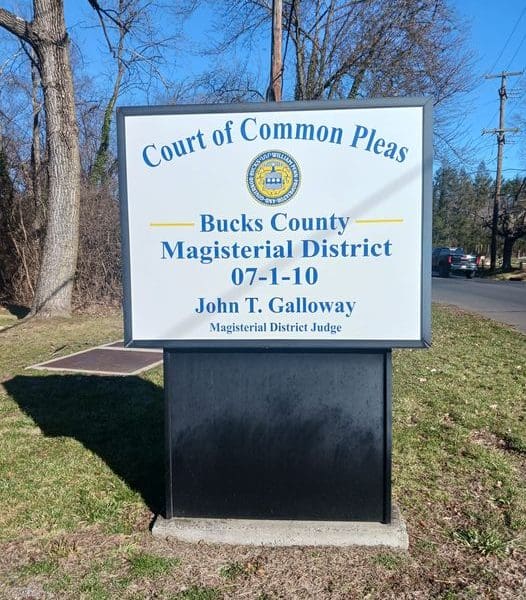 Court of Common Pleas
Bucks County
Magisterial District
07-1-10
John T. Galloway
Magisterial District Judge